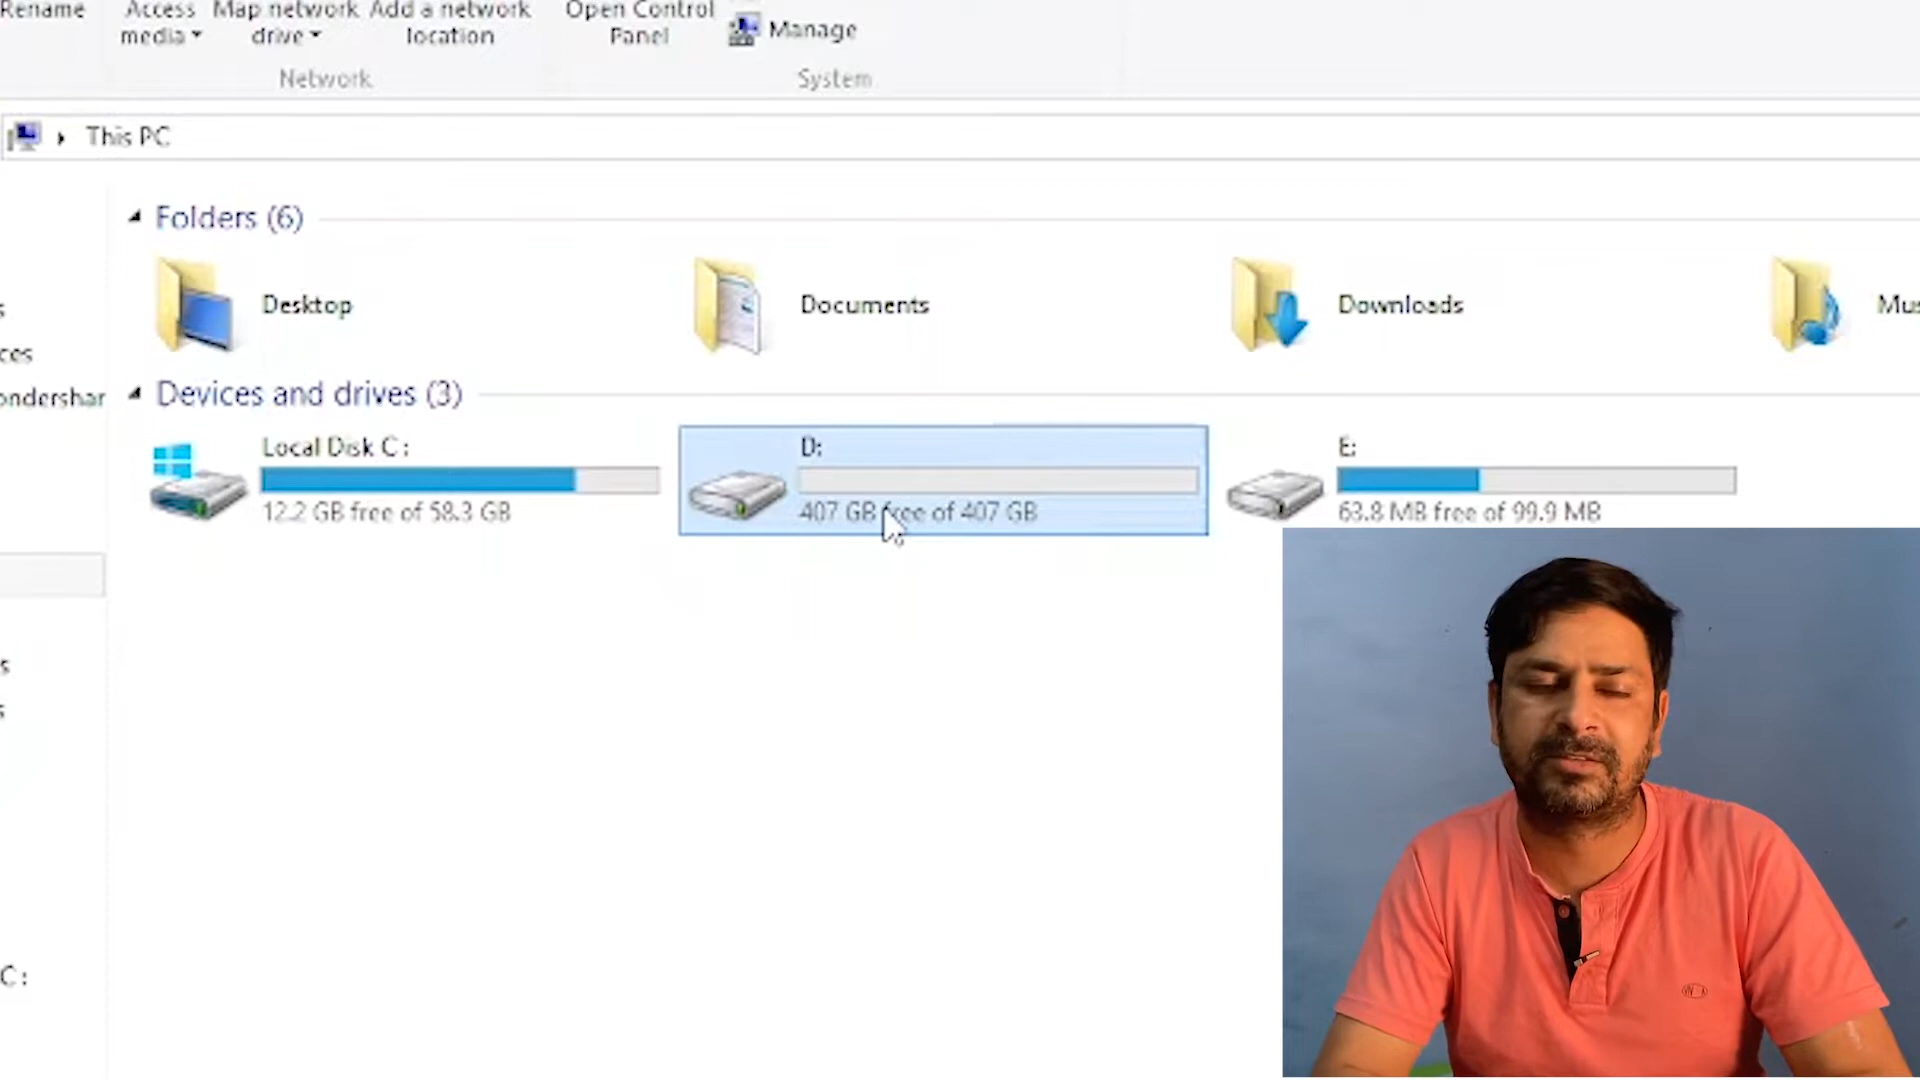 Rename
Access media
Map network drive
Add a network location
Open Control Panel
Manage
Network
System
This PC
Folders (6)
Desktop
Documents
Downloads
Devices and drives (3)
Local Disk C :
12.2 GB free of 58.3 GB
D:
407 GB free of 407 GB
E:
63.8 MB free of 99.9 MB
C :